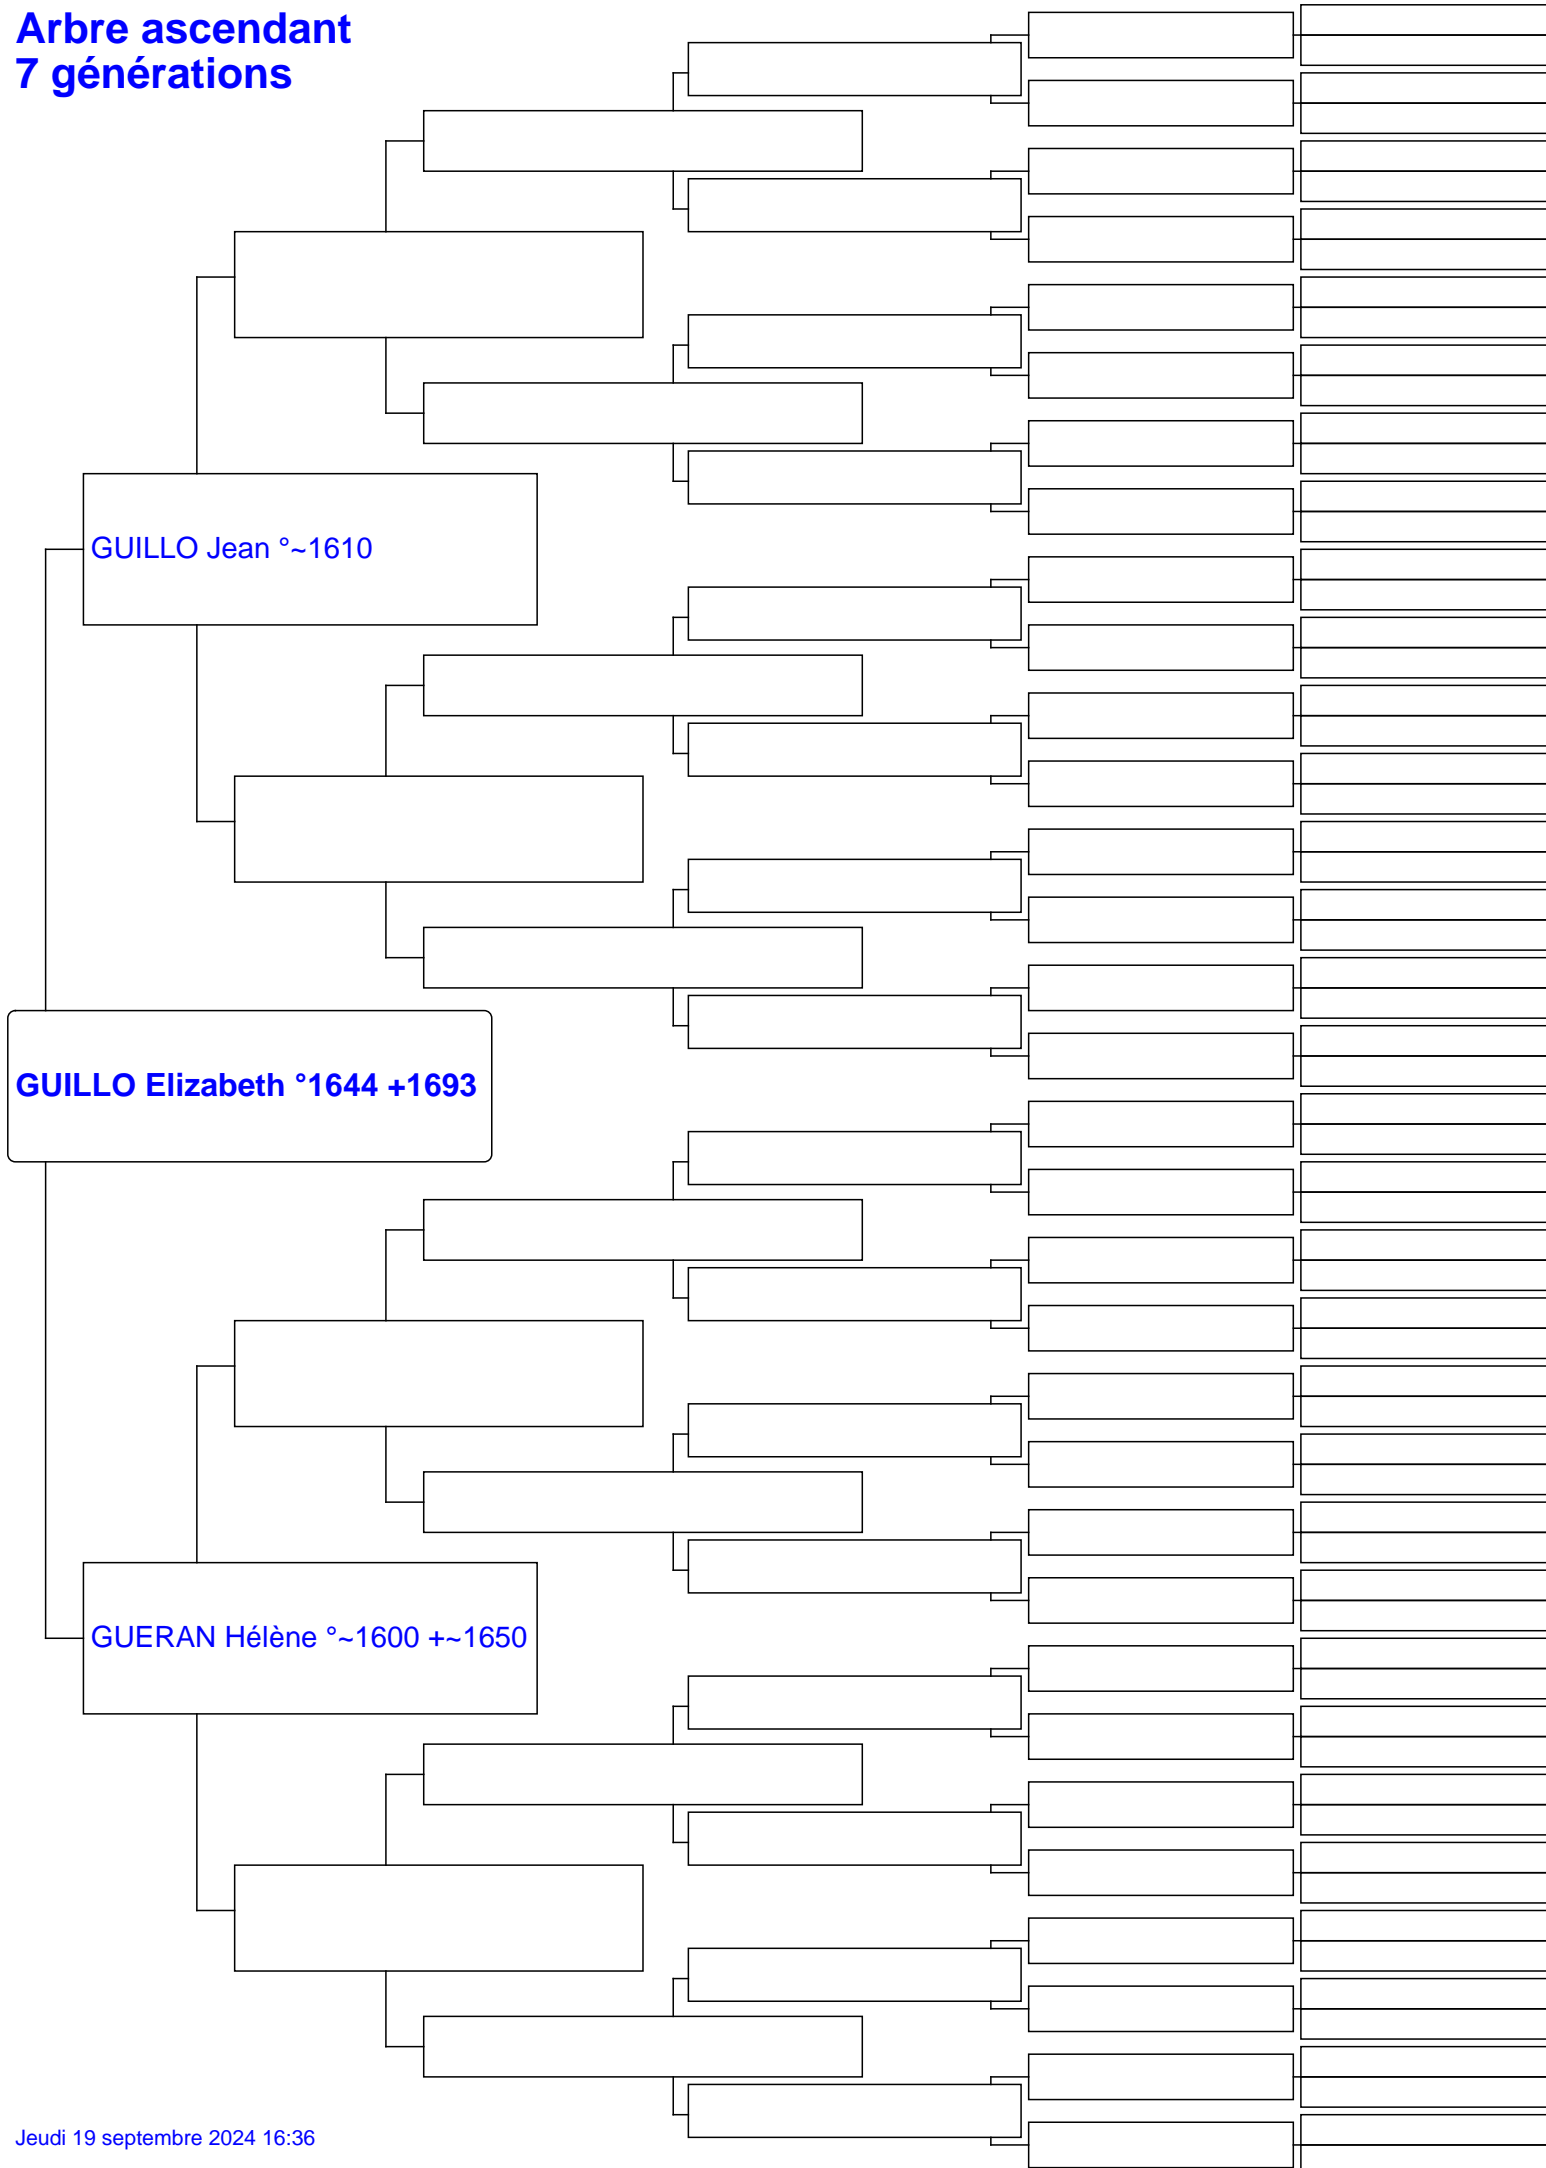 Arbre ascendant
7 générations
GUILLO Jean °~1610
GUILLO Elizabeth °1644 +1693
GUERAN Hélène °~1600 +~1650
Jeudi 19 septembre 2024 16:36